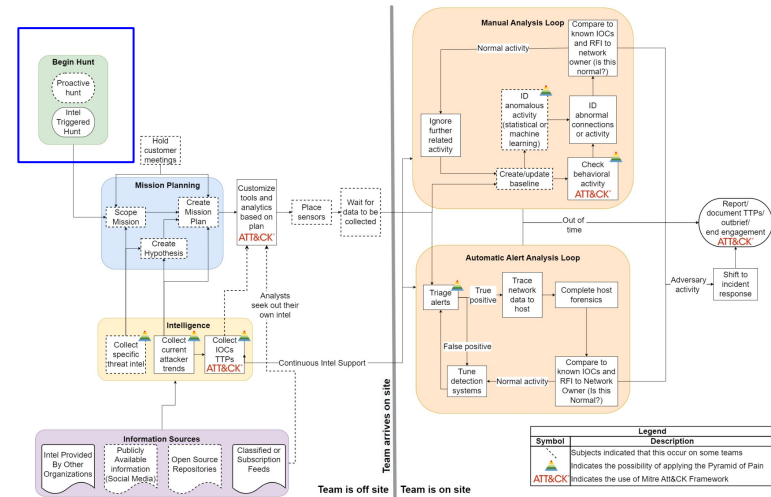 Begin Hunt
Proactive
hunt
Intel
Triggered
Hunt
Hold
customer
meetings
Mission Planning
Scope
Mission
Create
Mission
Plan
Create
Hypothesis
Customize
tools and
analytics
based on
plan
ATT&CK
Place
sensors
Wait for
data to be
collected
Analysts
seek out their
own intel
Intelligence
Collect
specific
threat intel
Collect
current
attacker
trends
Collect
IOCs
TTPs
ATT&CK
Continuous Intel Support
Information Sources
Intel Provided
By Other
Organizations
Publicly
Available
information
(Social Media)
Open Source
Repositories
Classified or
Subscription
Feeds
Team is off site
Team arrives on site
Team is on site
Manual Analysis Loop
Compare to
known IOCs
and RFI to
network
owner (is this
normal?)
Normal activity
ID
anomalous
activity
(statistical or
machine
learning)
ID
abnormal
connections
or activity
Ignore
further
related
activity
Create/update
baseline
Check
behavioral
activity
ATT&CK
Out of
time
Report/
document TTPs/
outbrief/
end engagement
ATT&CK
Automatic Alert Analysis Loop
Triage
alerts
True
positive
Trace
network
data to
host
Complete host
forensics
Adversary
activity
Shift to
incident
response
False positive
Tune
detection
systems
Normal activity
Compare to
known IOCs and
RFI to Network
Owner (Is this
Normal?)
Legend
Symbol Description
Subjects indicated that this occur on some teams
Indicates the possibility of applying the Pyramid of Pain
ATT&CK Indicates the use of Mitre Att&CK Framework